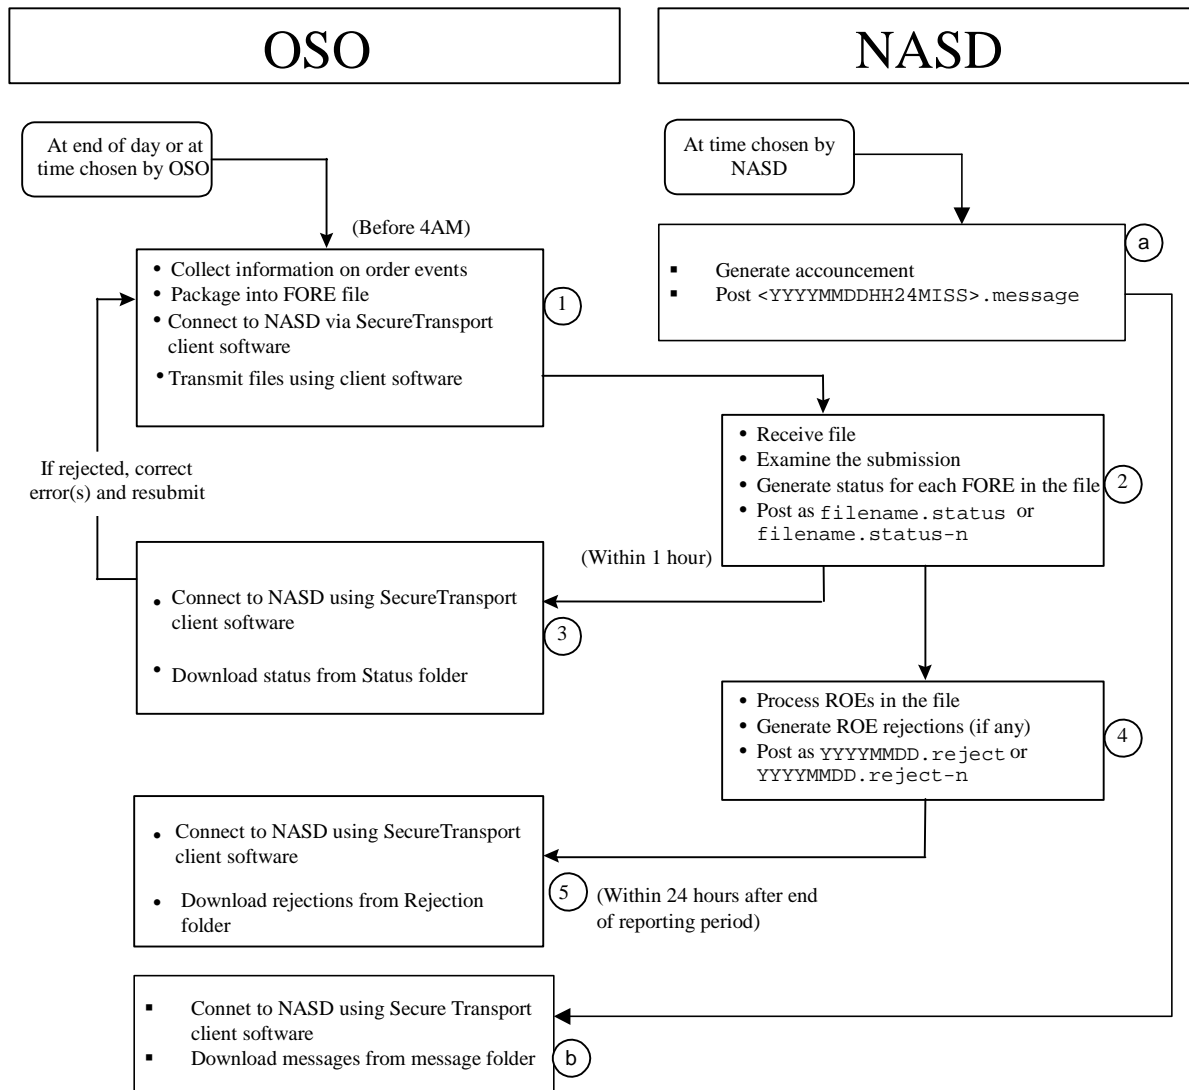 OSO
NASD
At end of day or at
time chosen by OSO
At time chosen by
NASD
(Before 4AM)
• Collect information on order events
• Package into FORE file
• Connect to NASD via SecureTransport
client software
• Transmit files using client software
1
a
▪ Generate accouncement
▪ Post <YYYYMMDDHH24MISS>.message
• Receive file
• Examine the submission
• Generate status for each FORE in the file
• Post as filename.status or
filename.status-n
2
If rejected, correct
error(s) and resubmit
(Within 1 hour)
• Connect to NASD using SecureTransport
client software
• Download status from Status folder
3
• Process ROEs in the file
• Generate ROE rejections (if any)
• Post as YYYYMMDD.reject or
YYYYMMDD.reject-n
4
• Connect to NASD using SecureTransport
client software
• Download rejections from Rejection
folder
5
(Within 24 hours after end
of reporting period)
▪ Connet to NASD using Secure Transport
client software
▪ Download messages from message folder
b